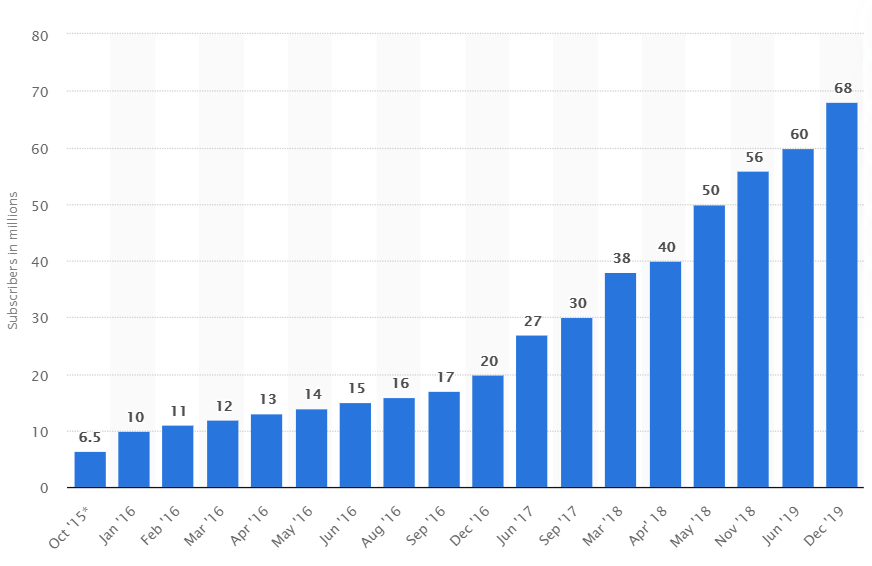 80
70
60
50
40
30
20
10
0
Subscribers in millions
6.5
10
11
12
13
14
15
16
17
20
27
30
38
40
50
56
60
68
Oct '15*
Jan '16
Feb '16
Mar '16
Apr '16
May '16
Jun '16
Aug '16
Sep '16
Dec '16
Jun '17
Sep '17
Mar '18
Apr' 18
May '18
Nov '18
Jun '19
Dec '19